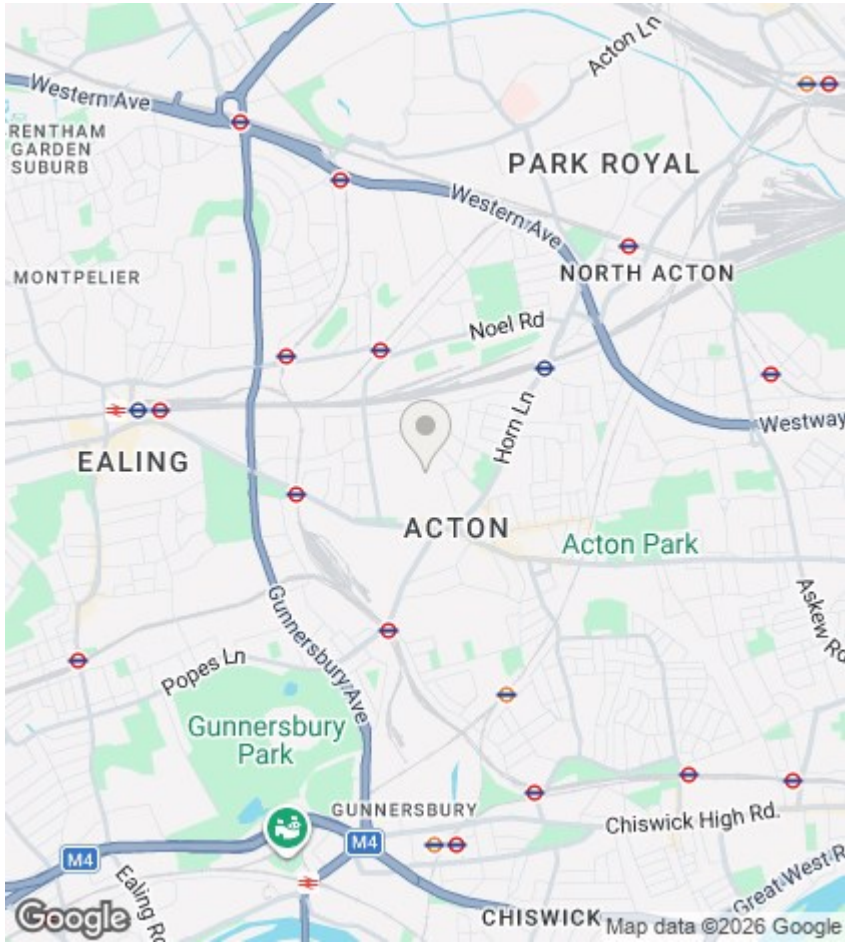 Acton Ln
Western Ave
RENTHAM
GARDEN
SUBURB
PARK ROYAL
Western Ave
MONTPELIER
NORTH ACTON
Noel Rd
Horn Ln
Westway
EALING
ACTON
Acton Park
Askew Rd
Gunnersbury Ave
Popes Ln
Gunnersbury
Park
GUNNERSBURY
Chiswick High Rd.
M4
M4
Ealing Rd
Great West R
CHISWICK
Google
Map data ©2026 Google